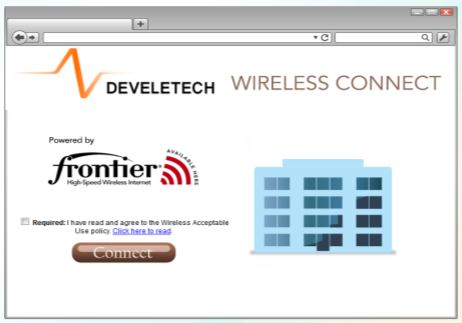 DEVELETECH WIRELESS CONNECT
Powered by
frontier
AVAILABLE HERE
High-Speed Wireless Internet
Required: I have read and agree to the Wireless Acceptable
Use policy. Click here to read.
Connect